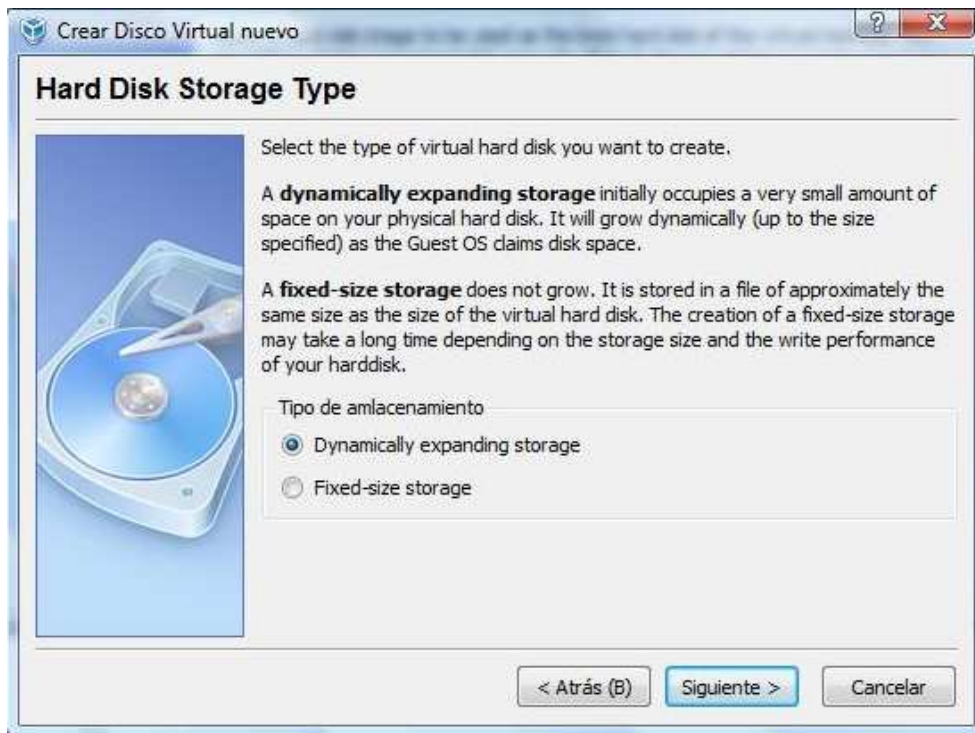 Crear Disco Virtual nuevo
Hard Disk Storage Type
Select the type of virtual hard disk you want to create.
A dynamically expanding storage initially occupies a very small amount of
space on your physical hard disk. It will grow dynamically (up to the size
specified) as the Guest OS claims disk space.
A fixed-size storage does not grow. It is stored in a file of approximately the
same size as the size of the virtual hard disk. The creation of a fixed-size storage
may take a long time depending on the storage size and the write performance
of your harddisk.
Tipo de amlacenamiento
Dynamically expanding storage
Fixed-size storage
< Atrás (B) Siguiente > Cancelar